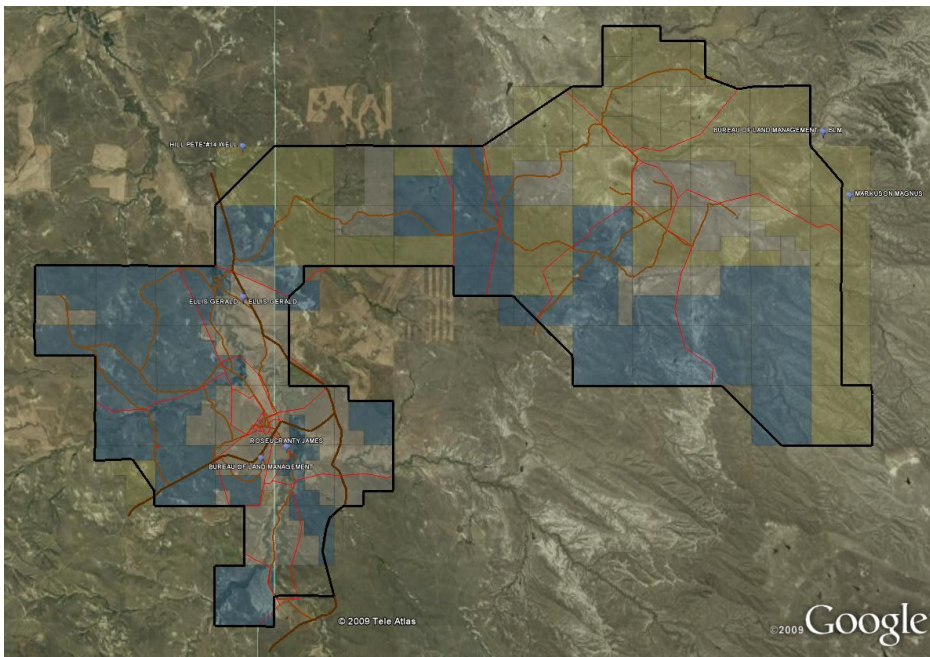 BUREAU OF LAND MANAGEMENT BLM
HILL PETE*#14 WELL
MARKUSON MAGNUS
ELLIS GERALD ELLIS GERALD
ROSEUCRANTY JAMES
BUREAU OF LAND MANAGEMENT
© 2009 Tele Atlas
©2009 Google